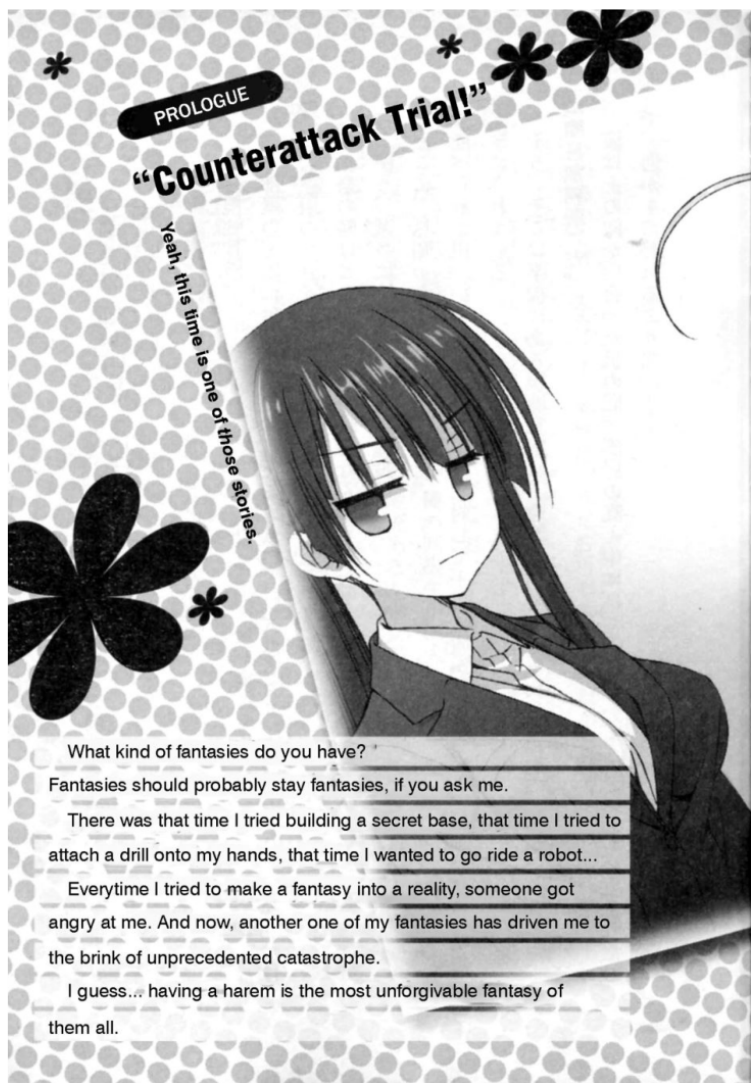 PROLOGUE
“Counterattack Trial!”
Yeah, this time is one of those stories.
What kind of fantasies do you have?
Fantasies should probably stay fantasies, if you ask me.
There was that time I tried building a secret base, that time I tried to
attach a drill onto my hands, that time I wanted to go ride a robot...
Everytime I tried to make a fantasy into a reality, someone got
angry at me. And now, another one of my fantasies has driven me to
the brink of unprecedented catastrophe.
I guess... having a harem is the most unforgivable fantasy of
them all.